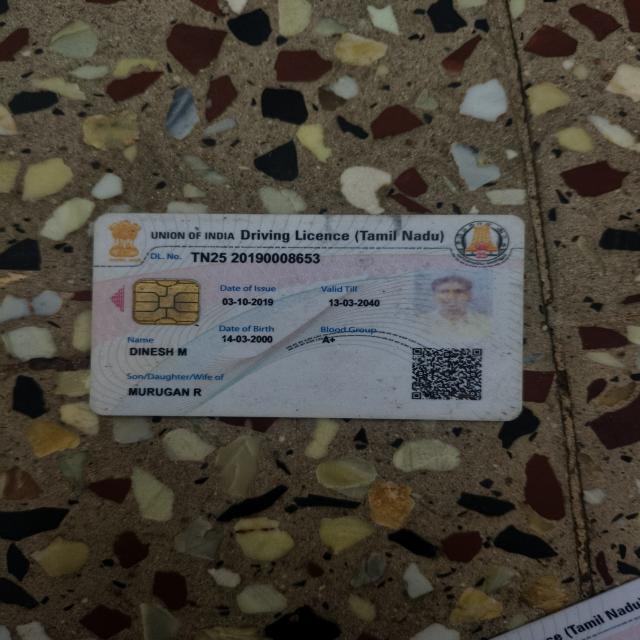 UNION OF INDIA Driving Licence (Tamil Nadu)
DL. No. TN25 20190008653
Date of Issue Valid Till
03-10-2019 13-03-2040
Date of Birth Blood Group
14-03-2000 A+
Name
DINESH M
Son/Daughter/Wife of
MURUGAN R
(Tamil Nadu